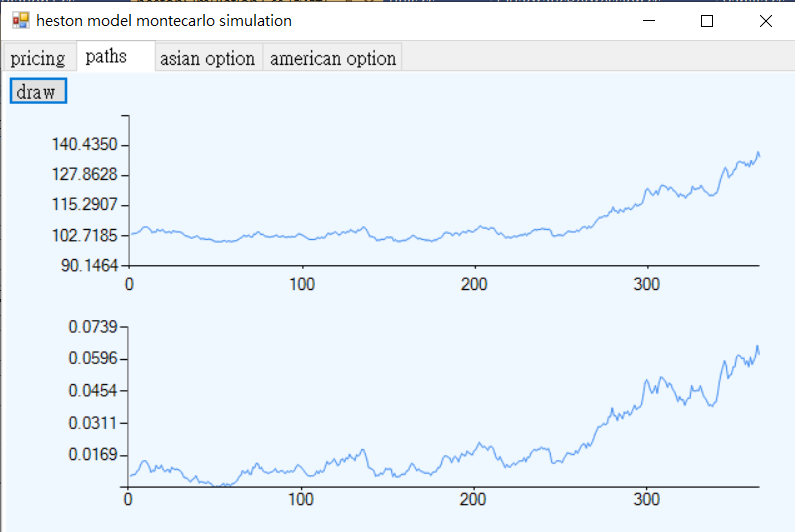 heston model montecarlo simulation
pricing paths asian option american option
draw
140.4350
127.8628
115.2907
102.7185
90.1464
0 100 200 300
0.0739
0.0596
0.0454
0.0311
0.0169
0 100 200 300